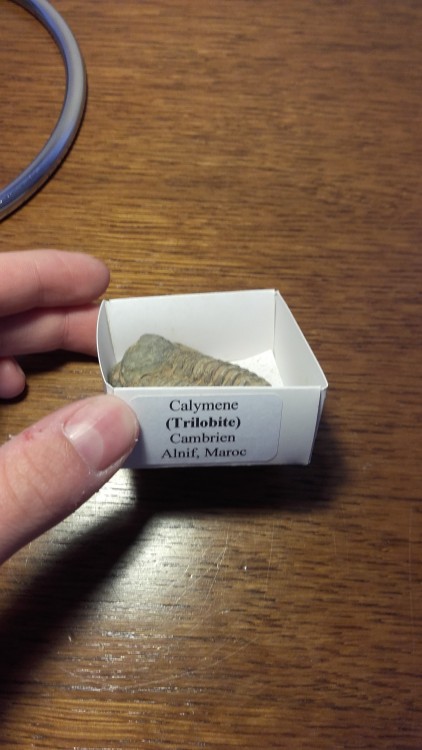 Calymene
(Trilobite)
Cambrien
Alnif, Maroc